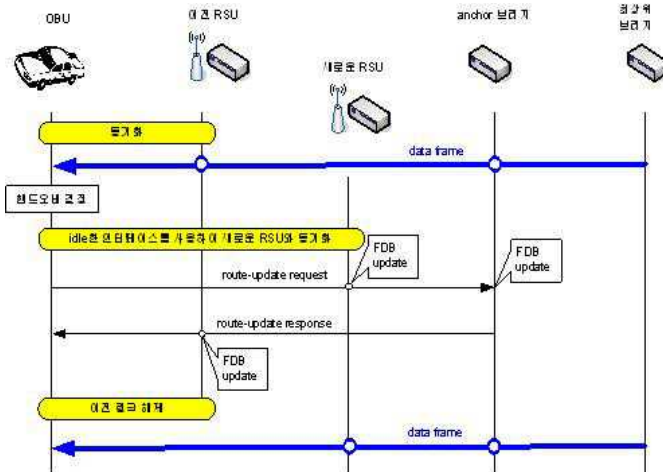 OBU
이전 RSU
anchor 브리지
최상위
브리지
새로운 RSU
동기화
data frame
핸드오버 결정
idle한 인터페이스를 사용하여 새로운 RSU와 동기화
FDB
update
FDB
update
route-update request
route-update response
FDB
update
이전 링크 해제
data frame